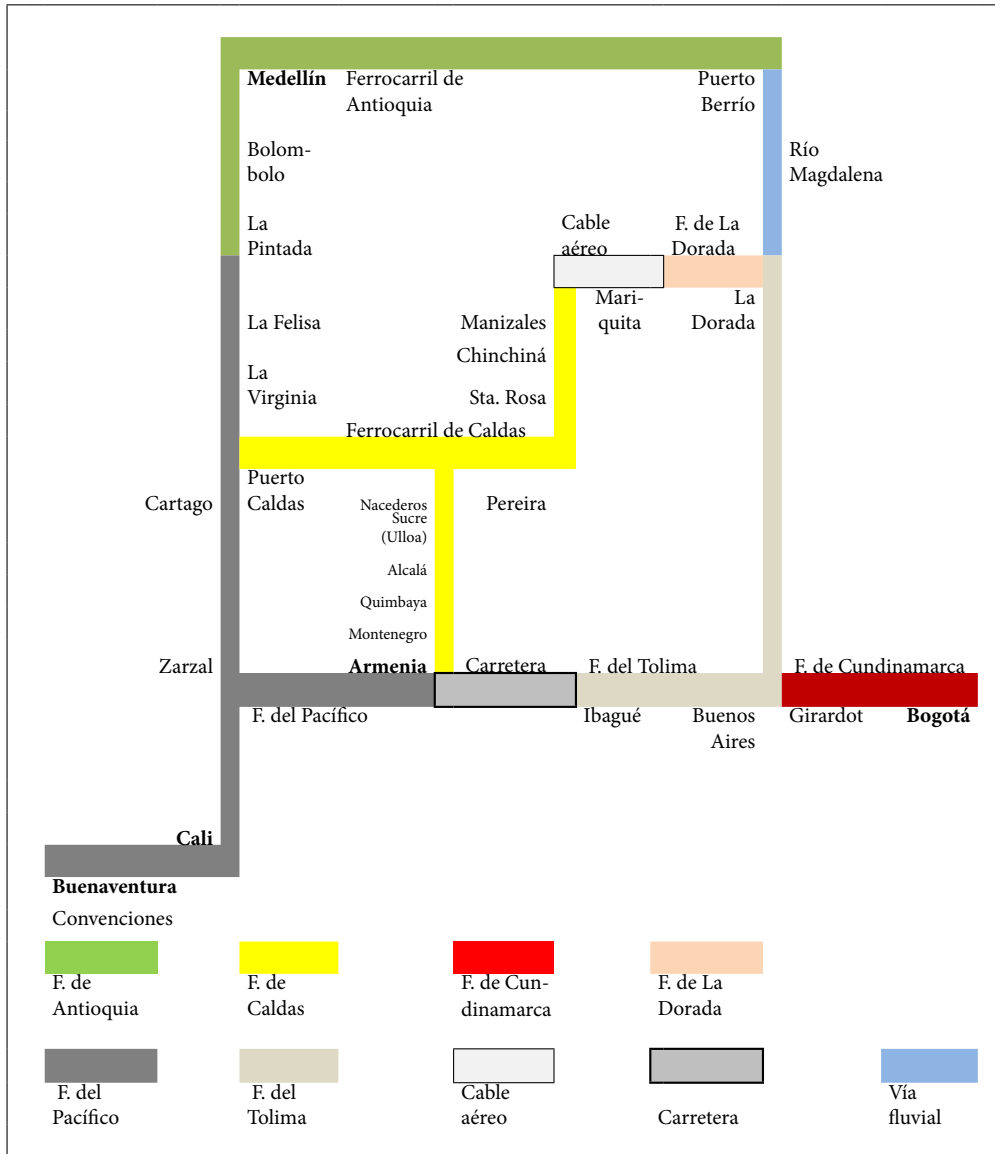 Medellín
Ferrocarril de
Antioquia
Puerto
Berrío
Bolom-
bolo
Río
Magdalena
La
Pintada
Cable
aéreo
F. de La
Dorada
Mari-
quita
La
Dorada
La Felisa
Manizales
Chinchiná
La
Virginia
Sta. Rosa
Ferrocarril de Caldas
Puerto
Caldas
Cartago
Nacederos
Sucre
(Ulloa)
Pereira
Alcalá
Quimbaya
Montenegro
Zarzal
Armenia
Carretera
F. del Tolima
F. de Cundinamarca
F. del Pacífico
Ibagué
Buenos
Aires
Girardot
Bogotá
Cali
Buenaventura
Convenciones
F. de
Antioquia
F. de
Caldas
F. de Cun-
dinamarca
F. de La
Dorada
F. del
Pacífico
F. del
Tolima
Cable
aéreo
Carretera
Vía
fluvial